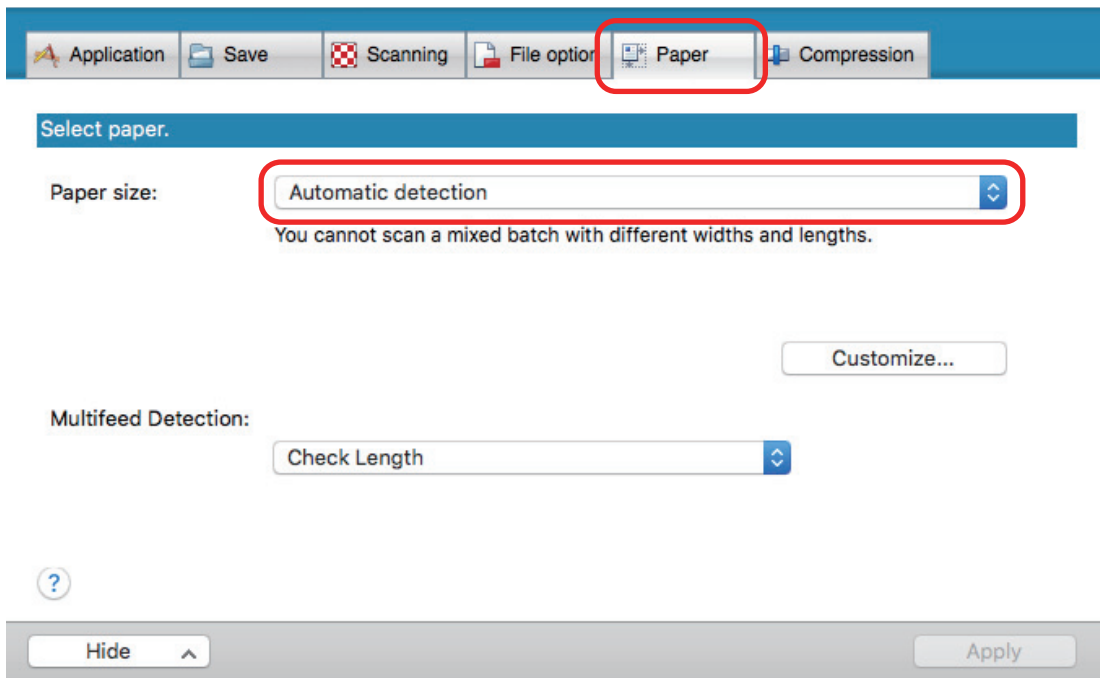 Application Save Scanning File option Paper Compression
Select paper.
Paper size: Automatic detection
You cannot scan a mixed batch with different widths and lengths.
Customize...
Multifeed Detection:
Check Length
?
Hide Apply